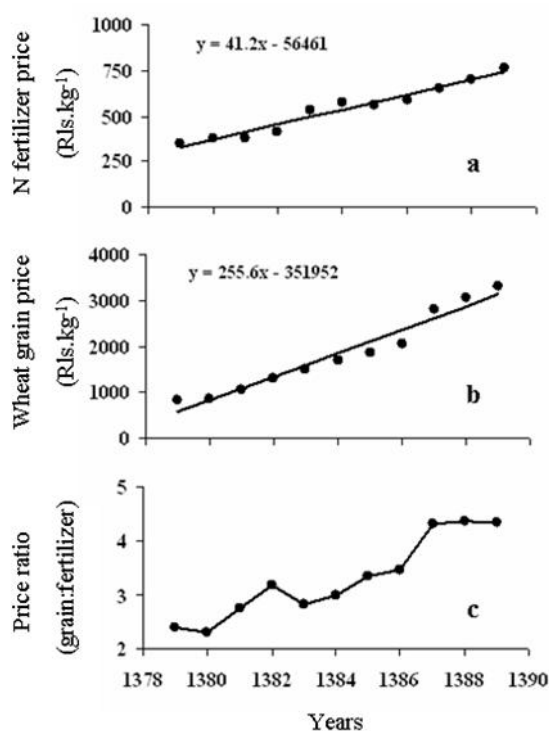 N fertilizer price
(Rls.kg⁻¹)
1000
750
500
250
0
y = 41.2x - 56461
a
Wheat grain price
(Rls.kg⁻¹)
4000
3000
2000
1000
0
y = 255.6x - 351952
b
Price ratio
(grain:fertilizer)
5
4
3
2
c
1378 1380 1382 1384 1386 1388 1390
Years